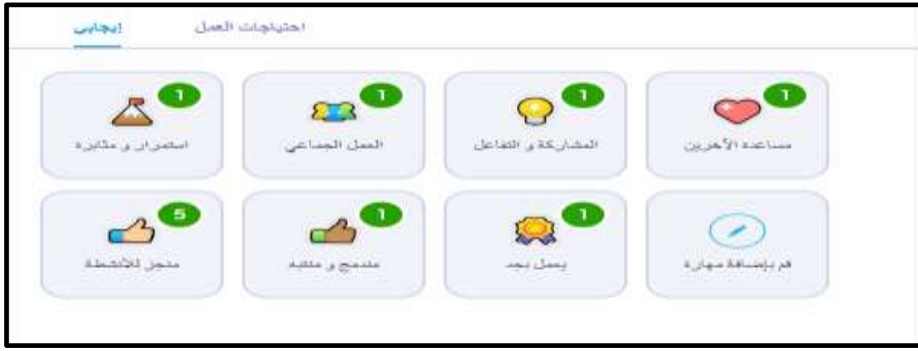 إيجابي احتياجات العمل
1 1 1 1
مساعدة الآخرين المشاركة و التفاعل العمل الجماعي استمرار و مثابرة
1 1 5
قم بإضافة مهارة يعمل بجد مندمج و منتبه منجز للأنشطة